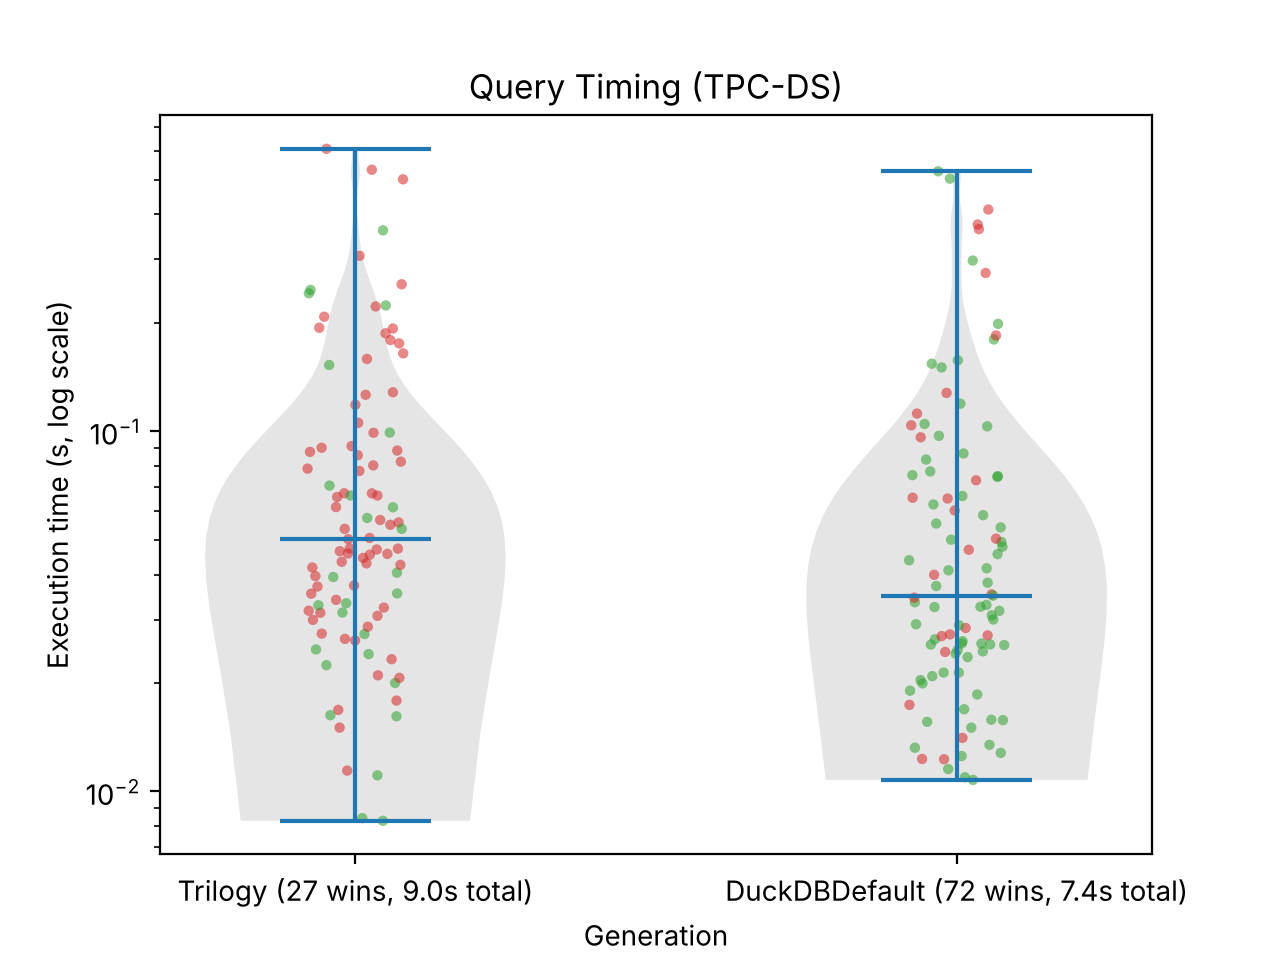 Query Timing (TPC-DS)
Execution time (s, log scale)
10⁻¹
10⁻²
Trilogy (27 wins, 9.0s total)
DuckDBDefault (72 wins, 7.4s total)
Generation